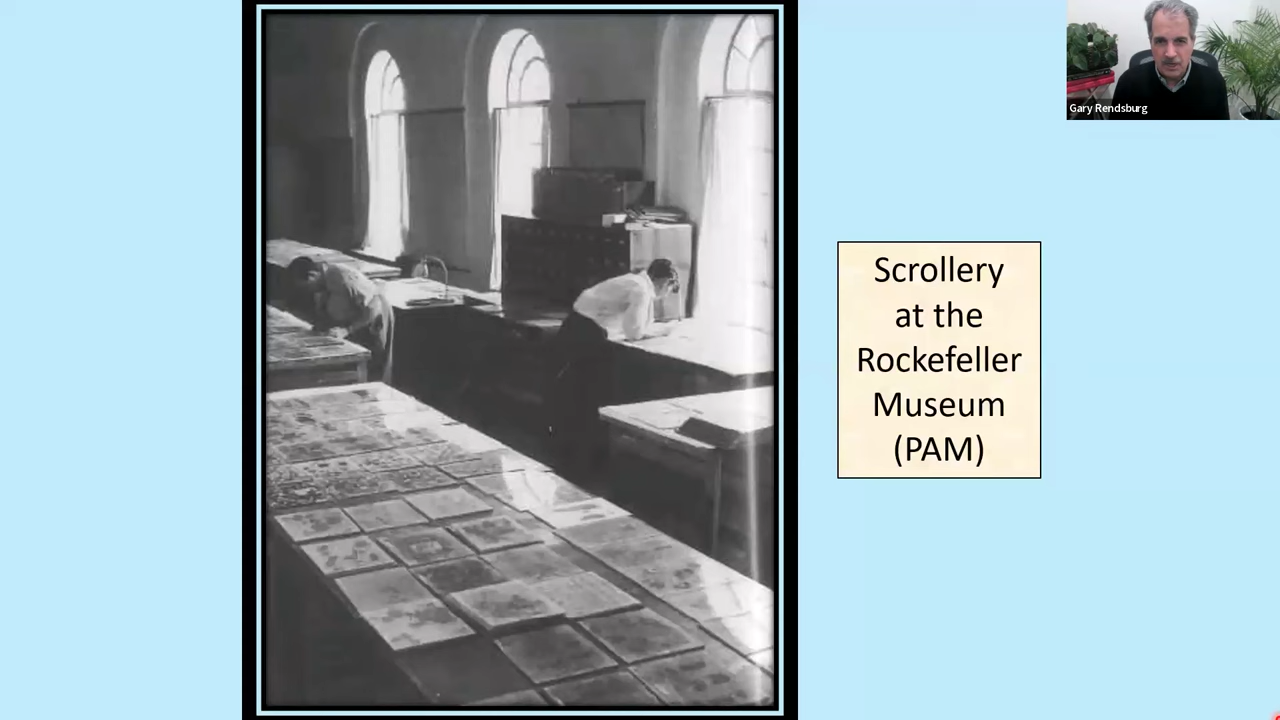 Gary Rendsburg
Scrollery
at the
Rockefeller
Museum
(PAM)